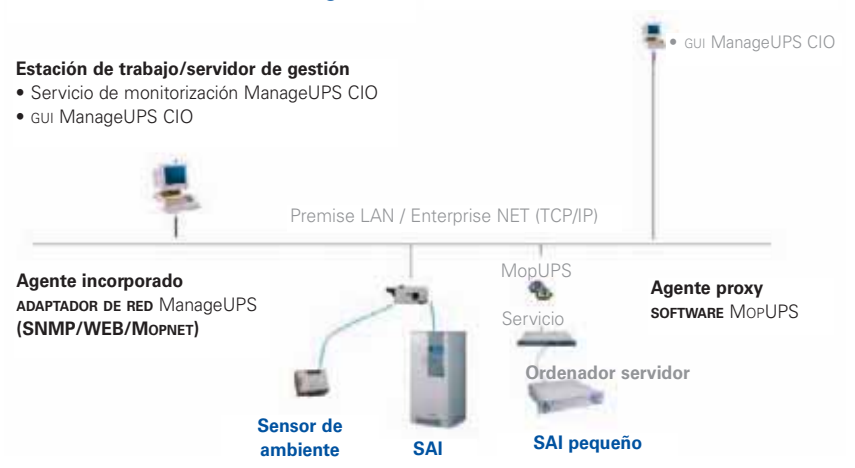 • GUI ManageUPS CIO
Estación de trabajo/servidor de gestión
• Servicio de monitorización ManageUPS CIO
• GUI ManageUPS CIO
Premise LAN / Enterprise NET (TCP/IP)
Agente incorporado
ADAPTADOR DE RED ManageUPS
(SNMP/WEB/MOPNET)
MopUPS
Servicio
Ordenador servidor
Agente proxy
SOFTWARE MOPUPS
Sensor de
ambiente
SAI
SAI pequeño